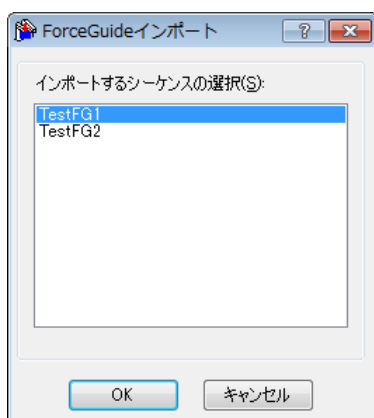 ForceGuideインポート
インポートするシーケンスの選択(S):
TestFG1
TestFG2
OK
キャンセル